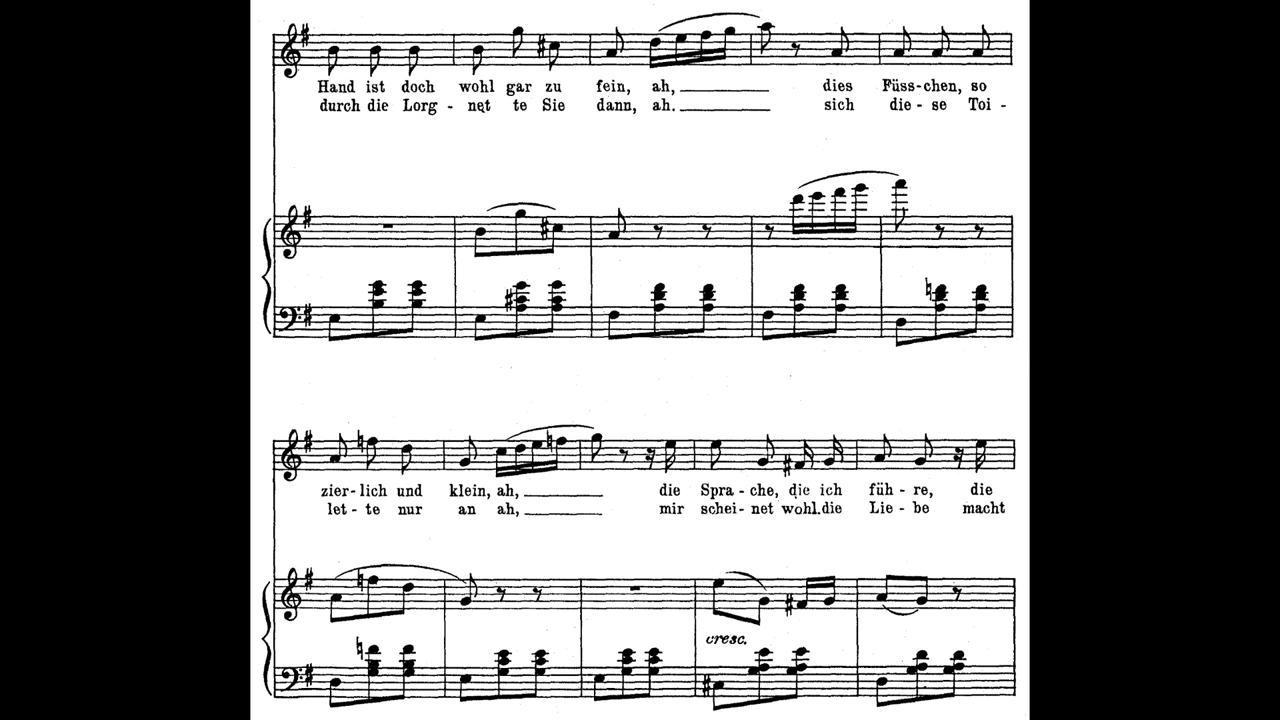 Hand ist doch wohl gar zu fein, ah, dies Füss-chen, so
durch die Lorg - net te Sie dann, ah. sich die - se Toi -
zier - lich und klein, ah, die Spra - che, die ich füh - re, die
let - te nur an ah, mir schei - net wohl. die Lie - be macht
cresc.